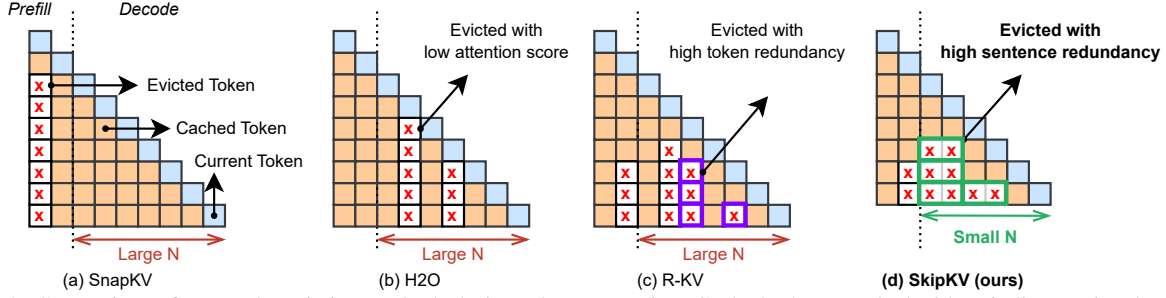 Prefill
Decode
Evicted Token
Cached Token
Current Token
x
x
x
x
x
x
x
Large N
(a) SnapKV
Evicted with
low attention score
x
x
x x
x x
x x
Large N
(b) H2O
Evicted with
high token redundancy
x
x x x
x x x
x x x x
Large N
(c) R-KV
Evicted with
high sentence redundancy
x x
x x x
x x x x x
Small N
(d) SkipKV (ours)